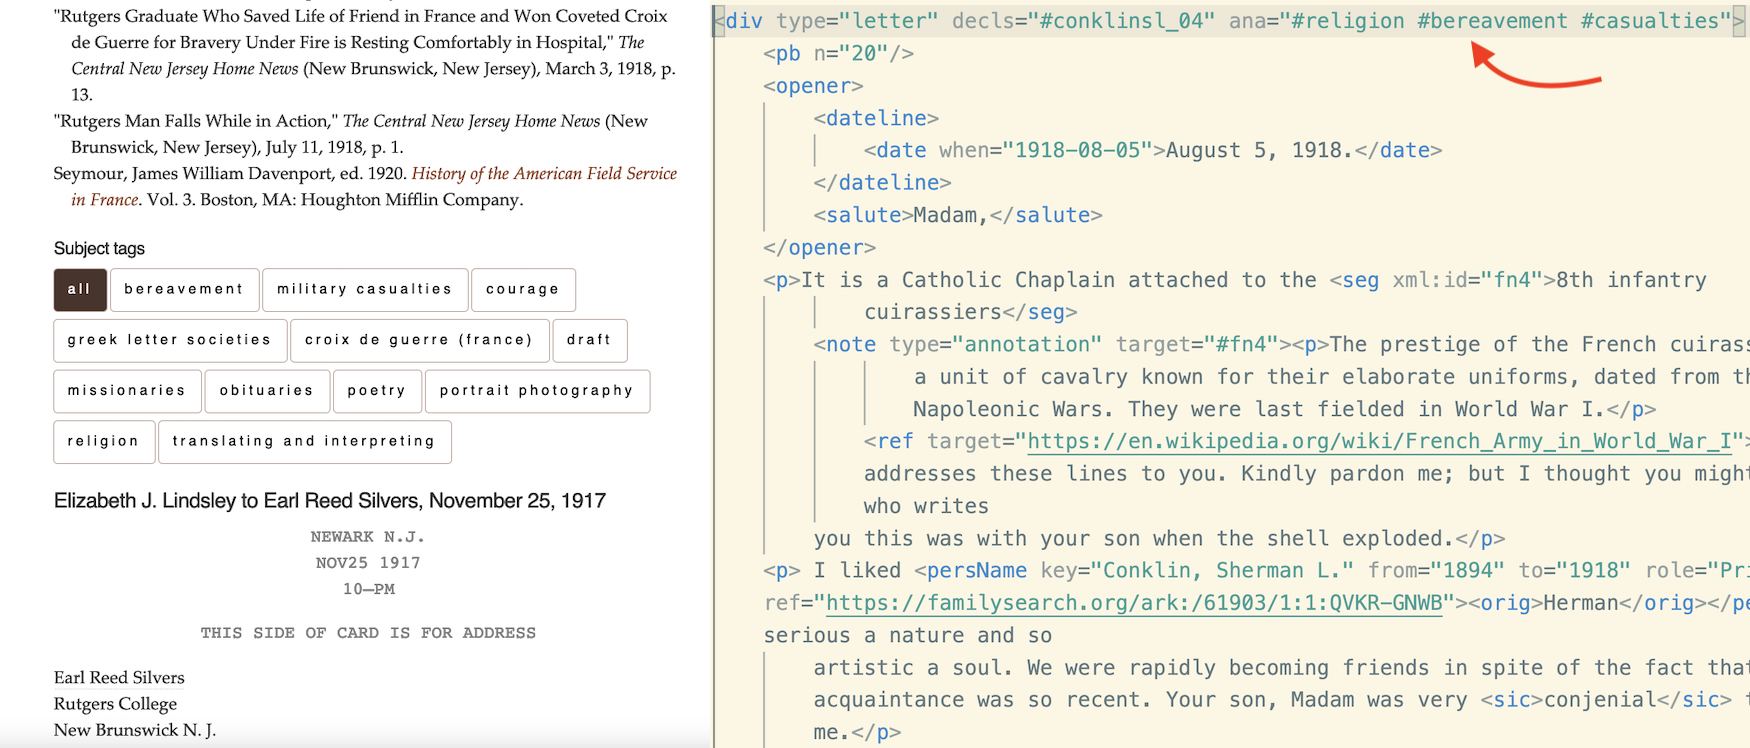 "Rutgers Graduate Who Saved Life of Friend in France and Won Coveted Croix
de Guerre for Bravery Under Fire is Resting Comfortably in Hospital," The
Central New Jersey Home News (New Brunswick, New Jersey), March 3, 1918, p.
13.
"Rutgers Man Falls While in Action," The Central New Jersey Home News (New
Brunswick, New Jersey), July 11, 1918, p. 1.
Seymour, James William Davenport, ed. 1920. History of the American Field Service
in France. Vol. 3. Boston, MA: Houghton Mifflin Company.
Subject tags
all bereavement military casualties courage
greek letter societies croix de guerre (france) draft
missionaries obituaries poetry portrait photography
religion translating and interpreting
Elizabeth J. Lindsley to Earl Reed Silvers, November 25, 1917
NEWARK N.J.
NOV25 1917
10—PM
THIS SIDE OF CARD IS FOR ADDRESS
Earl Reed Silvers
Rutgers College
New Brunswick N. J.
<div type="letter" decls="#conklinsl_04" ana="#religion #bereavement #casualties">
<pb n="20"/>
<opener>
<dateline>
<date when="1918-08-05">August 5, 1918.</date>
</dateline>
<salute>Madam,</salute>
</opener>
<p>It is a Catholic Chaplain attached to the <seg xml:id="fn4">8th infantry
cuirassiers</seg>
<note type="annotation" target="#fn4"><p>The prestige of the French cuiras
a unit of cavalry known for their elaborate uniforms, dated from th
Napoleonic Wars. They were last fielded in World War I.</p>
<ref target="https://en.wikipedia.org/wiki/French_Army_in_World_War_I">
addresses these lines to you. Kindly pardon me; but I thought you might
who writes
you this was with your son when the shell exploded.</p>
<p> I liked <persName key="Conklin, Sherman L." from="1894" to="1918" role="Pri
ref="https://familysearch.org/ark:/61903/1:1:QVKR-GNWB"><orig>Herman</orig></pe
serious a nature and so
artistic a soul. We were rapidly becoming friends in spite of the fact that
acquaintance was so recent. Your son, Madam was very <sic>conjenial</sic> t
me.</p>